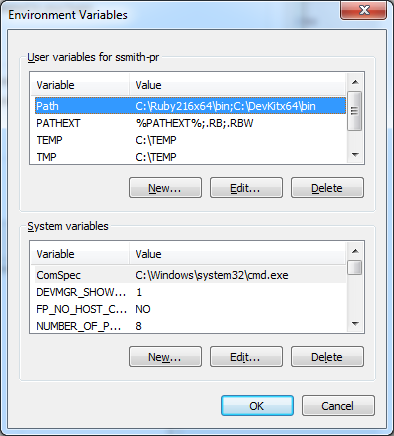 Environment Variables
User variables for ssmith-pr
Variable Value
Path C:\Ruby216x64\bin;C:\DevKitx64\bin
PATHEXT %PATHEXT%;.RB;.RBW
TEMP C:\TEMP
TMP C:\TEMP
New... Edit... Delete
System variables
Variable Value
ComSpec C:\Windows\system32\cmd.exe
DEVMGR_SHOW... 1
FP_NO_HOST_C... NO
NUMBER_OF_P... 8
New... Edit... Delete
OK Cancel